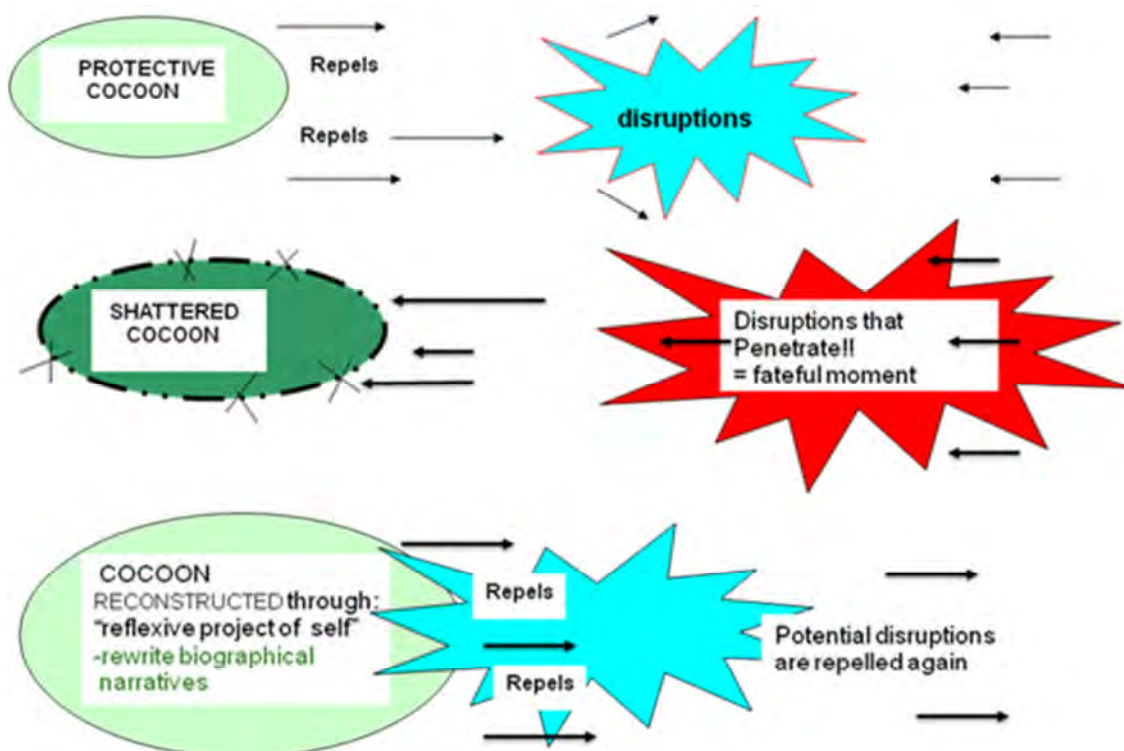 PROTECTIVE
COCOON
Repels
Repels
disruptions
SHATTERED
COCOON
Disruptions that
Penetrate!!
= fateful moment
COCOON
RECONSTRUCTED through:
“reflexive project of self”
-rewrite biographical
narratives
Repels
Repels
Potential disruptions
are repelled again